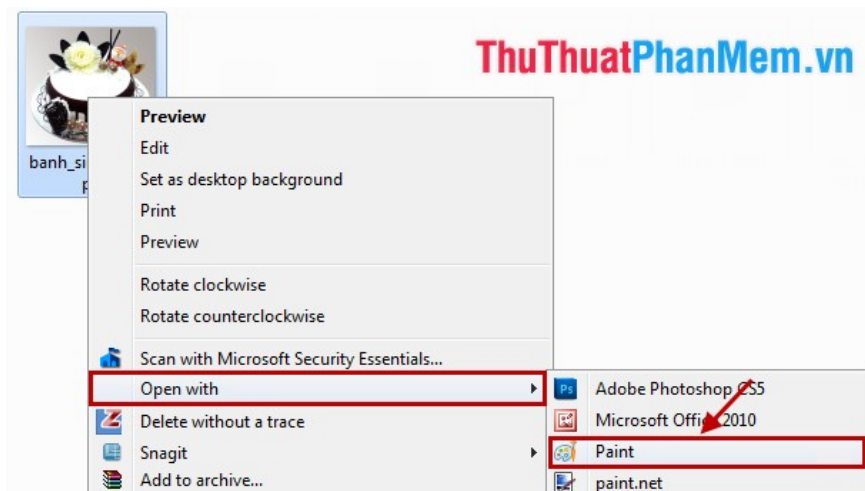 ThuThuatPhanMem.vn
banh_si
p
Preview
Edit
Set as desktop background
Print
Preview
Rotate clockwise
Rotate counterclockwise
Scan with Microsoft Security Essentials...
Open with
Delete without a trace
Snagit
Add to archive...
Ps Adobe Photoshop CS5
Microsoft Office 2010
Paint
paint.net